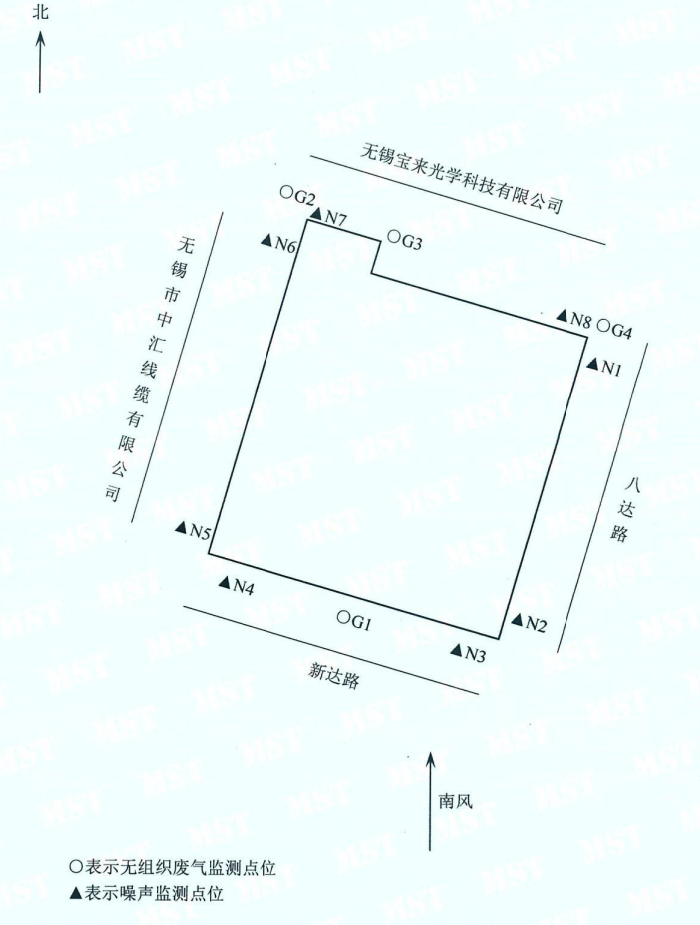 北
无锡宝来光学科技有限公司
○G2
▲N7
○G3
▲N6
无锡市中汇线缆有限公司
▲N8 ○G4
▲N1
八达路
▲N5
▲N4
○G1
▲N2
▲N3
新达路
南风
○表示无组织废气监测点位
▲表示噪声监测点位
MST